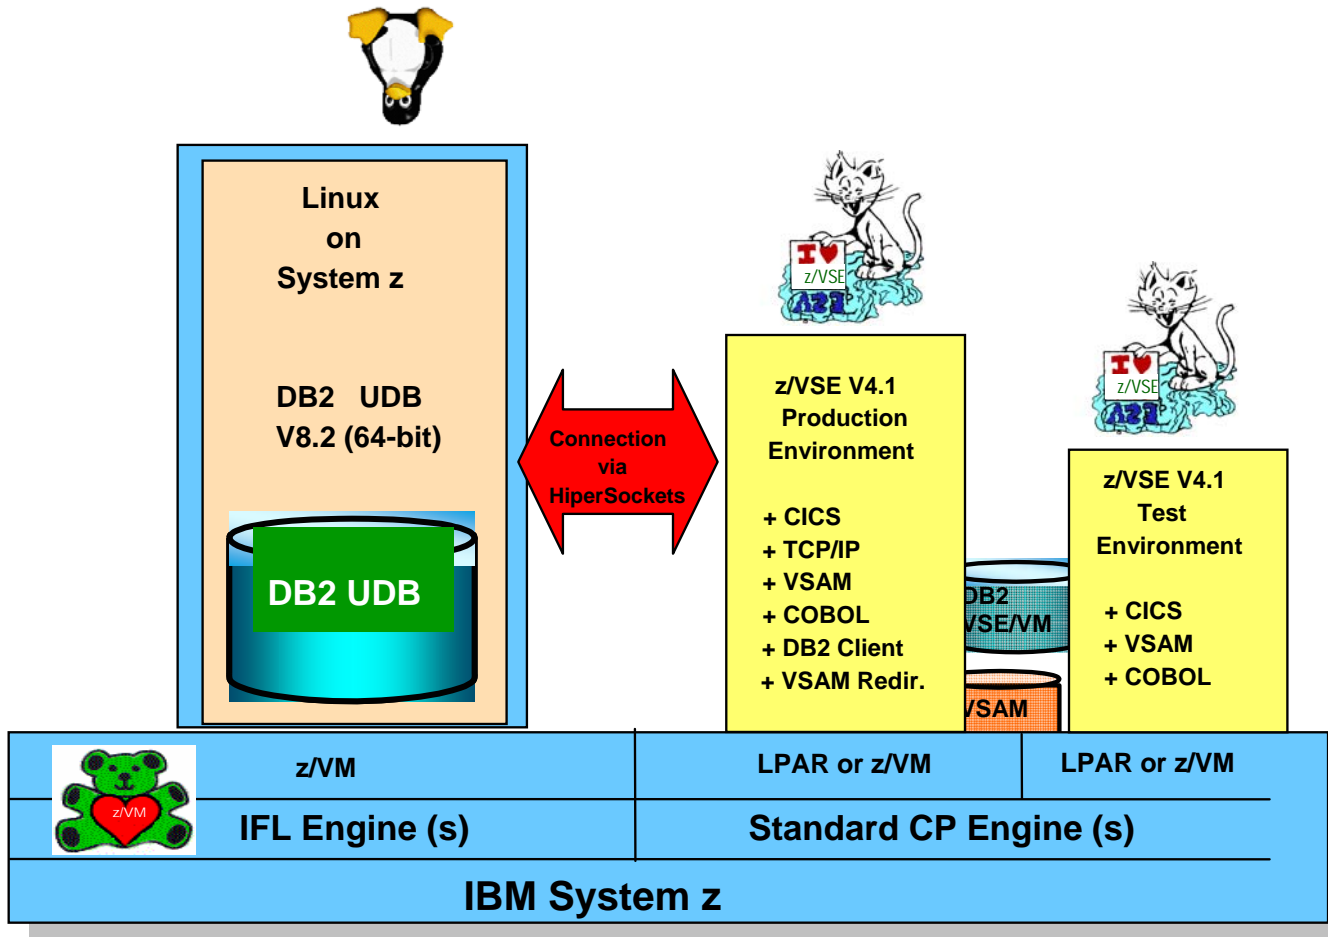 Linux
on
System z
DB2 UDB
V8.2 (64-bit)
DB2 UDB
Connection
via
HiperSockets
I
z/VSE
z/VSE V4.1
Production
Environment
+ CICS
+ TCP/IP
+ VSAM
+ COBOL
+ DB2 Client
+ VSAM Redir.
DB2
VSE/VM
VSAM
I
z/VSE
z/VSE V4.1
Test
Environment
+ CICS
+ VSAM
+ COBOL
z/VM
z/VM
LPAR or z/VM
LPAR or z/VM
IFL Engine (s)
Standard CP Engine (s)
IBM System z